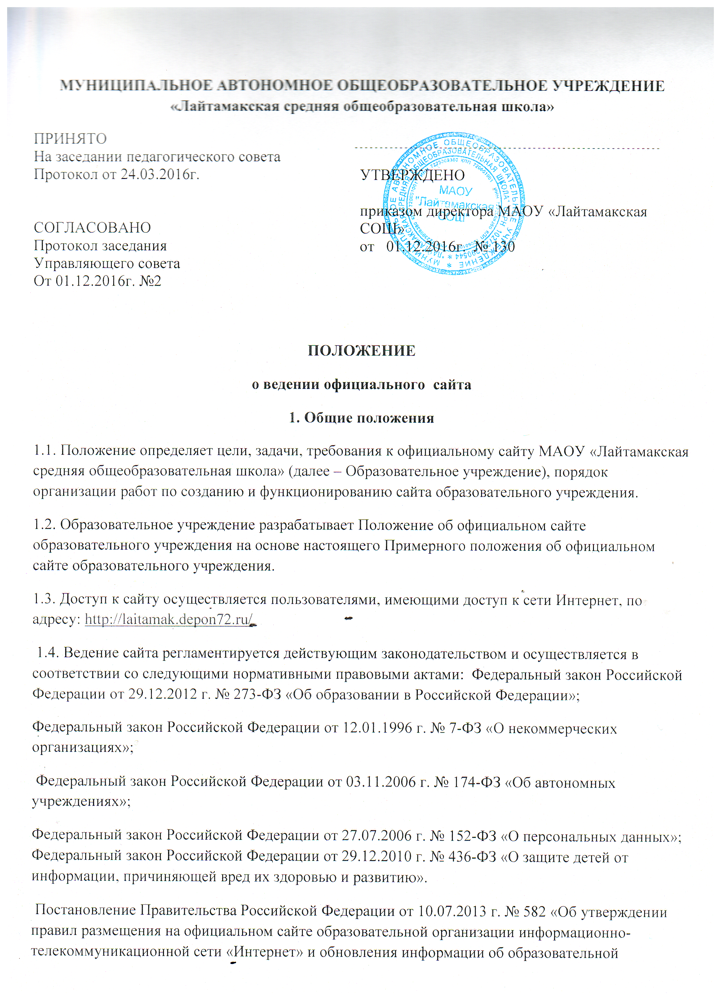 МУНИЦИПАЛЬНОЕ АВТОНОМНОЕ ОБЩЕОБРАЗОВАТЕЛЬНОЕ УЧРЕЖДЕНИЕ
«Лайтамакская средняя общеобразовательная школа»
ПРИНЯТО
На заседании педагогического совета
Протокол от 24.03.2016г.
СОГЛАСОВАНО
Протокол заседания
Управляющего совета
От 01.12.2016г. №2
УТВЕРЖДЕНО
приказом директора МАОУ «Лайтамакская
СОШ»
от 01.12.2016г. № 130
МАОУ
"Лайтамакская
СОШ"
ПОЛОЖЕНИЕ
о ведении официального сайта
1. Общие положения
1.1. Положение определяет цели, задачи, требования к официальному сайту МАОУ «Лайтамакская
средняя общеобразовательная школа» (далее – Образовательное учреждение), порядок
организации работ по созданию и функционированию сайта образовательного учреждения.
1.2. Образовательное учреждение разрабатывает Положение об официальном сайте
образовательного учреждения на основе настоящего Примерного положения об официальном
сайте образовательного учреждения.
1.3. Доступ к сайту осуществляется пользователями, имеющими доступ к сети Интернет, по
адресу: http://laitamak.depon72.ru/
1.4. Ведение сайта регламентируется действующим законодательством и осуществляется в
соответствии со следующими нормативными правовыми актами: Федеральный закон Российской
Федерации от 29.12.2012 г. № 273-ФЗ «Об образовании в Российской Федерации»;
Федеральный закон Российской Федерации от 12.01.1996 г. № 7-ФЗ «О некоммерческих
организациях»;
Федеральный закон Российской Федерации от 03.11.2006 г. № 174-ФЗ «Об автономных
учреждениях»;
Федеральный закон Российской Федерации от 27.07.2006 г. № 152-ФЗ «О персональных данных»;
Федеральный закон Российской Федерации от 29.12.2010 г. № 436-ФЗ «О защите детей от
информации, причиняющей вред их здоровью и развитию».
Постановление Правительства Российской Федерации от 10.07.2013 г. № 582 «Об утверждении
правил размещения на официальном сайте образовательной организации информационно-
телекоммуникационной сети «Интернет» и обновления информации об образовательной